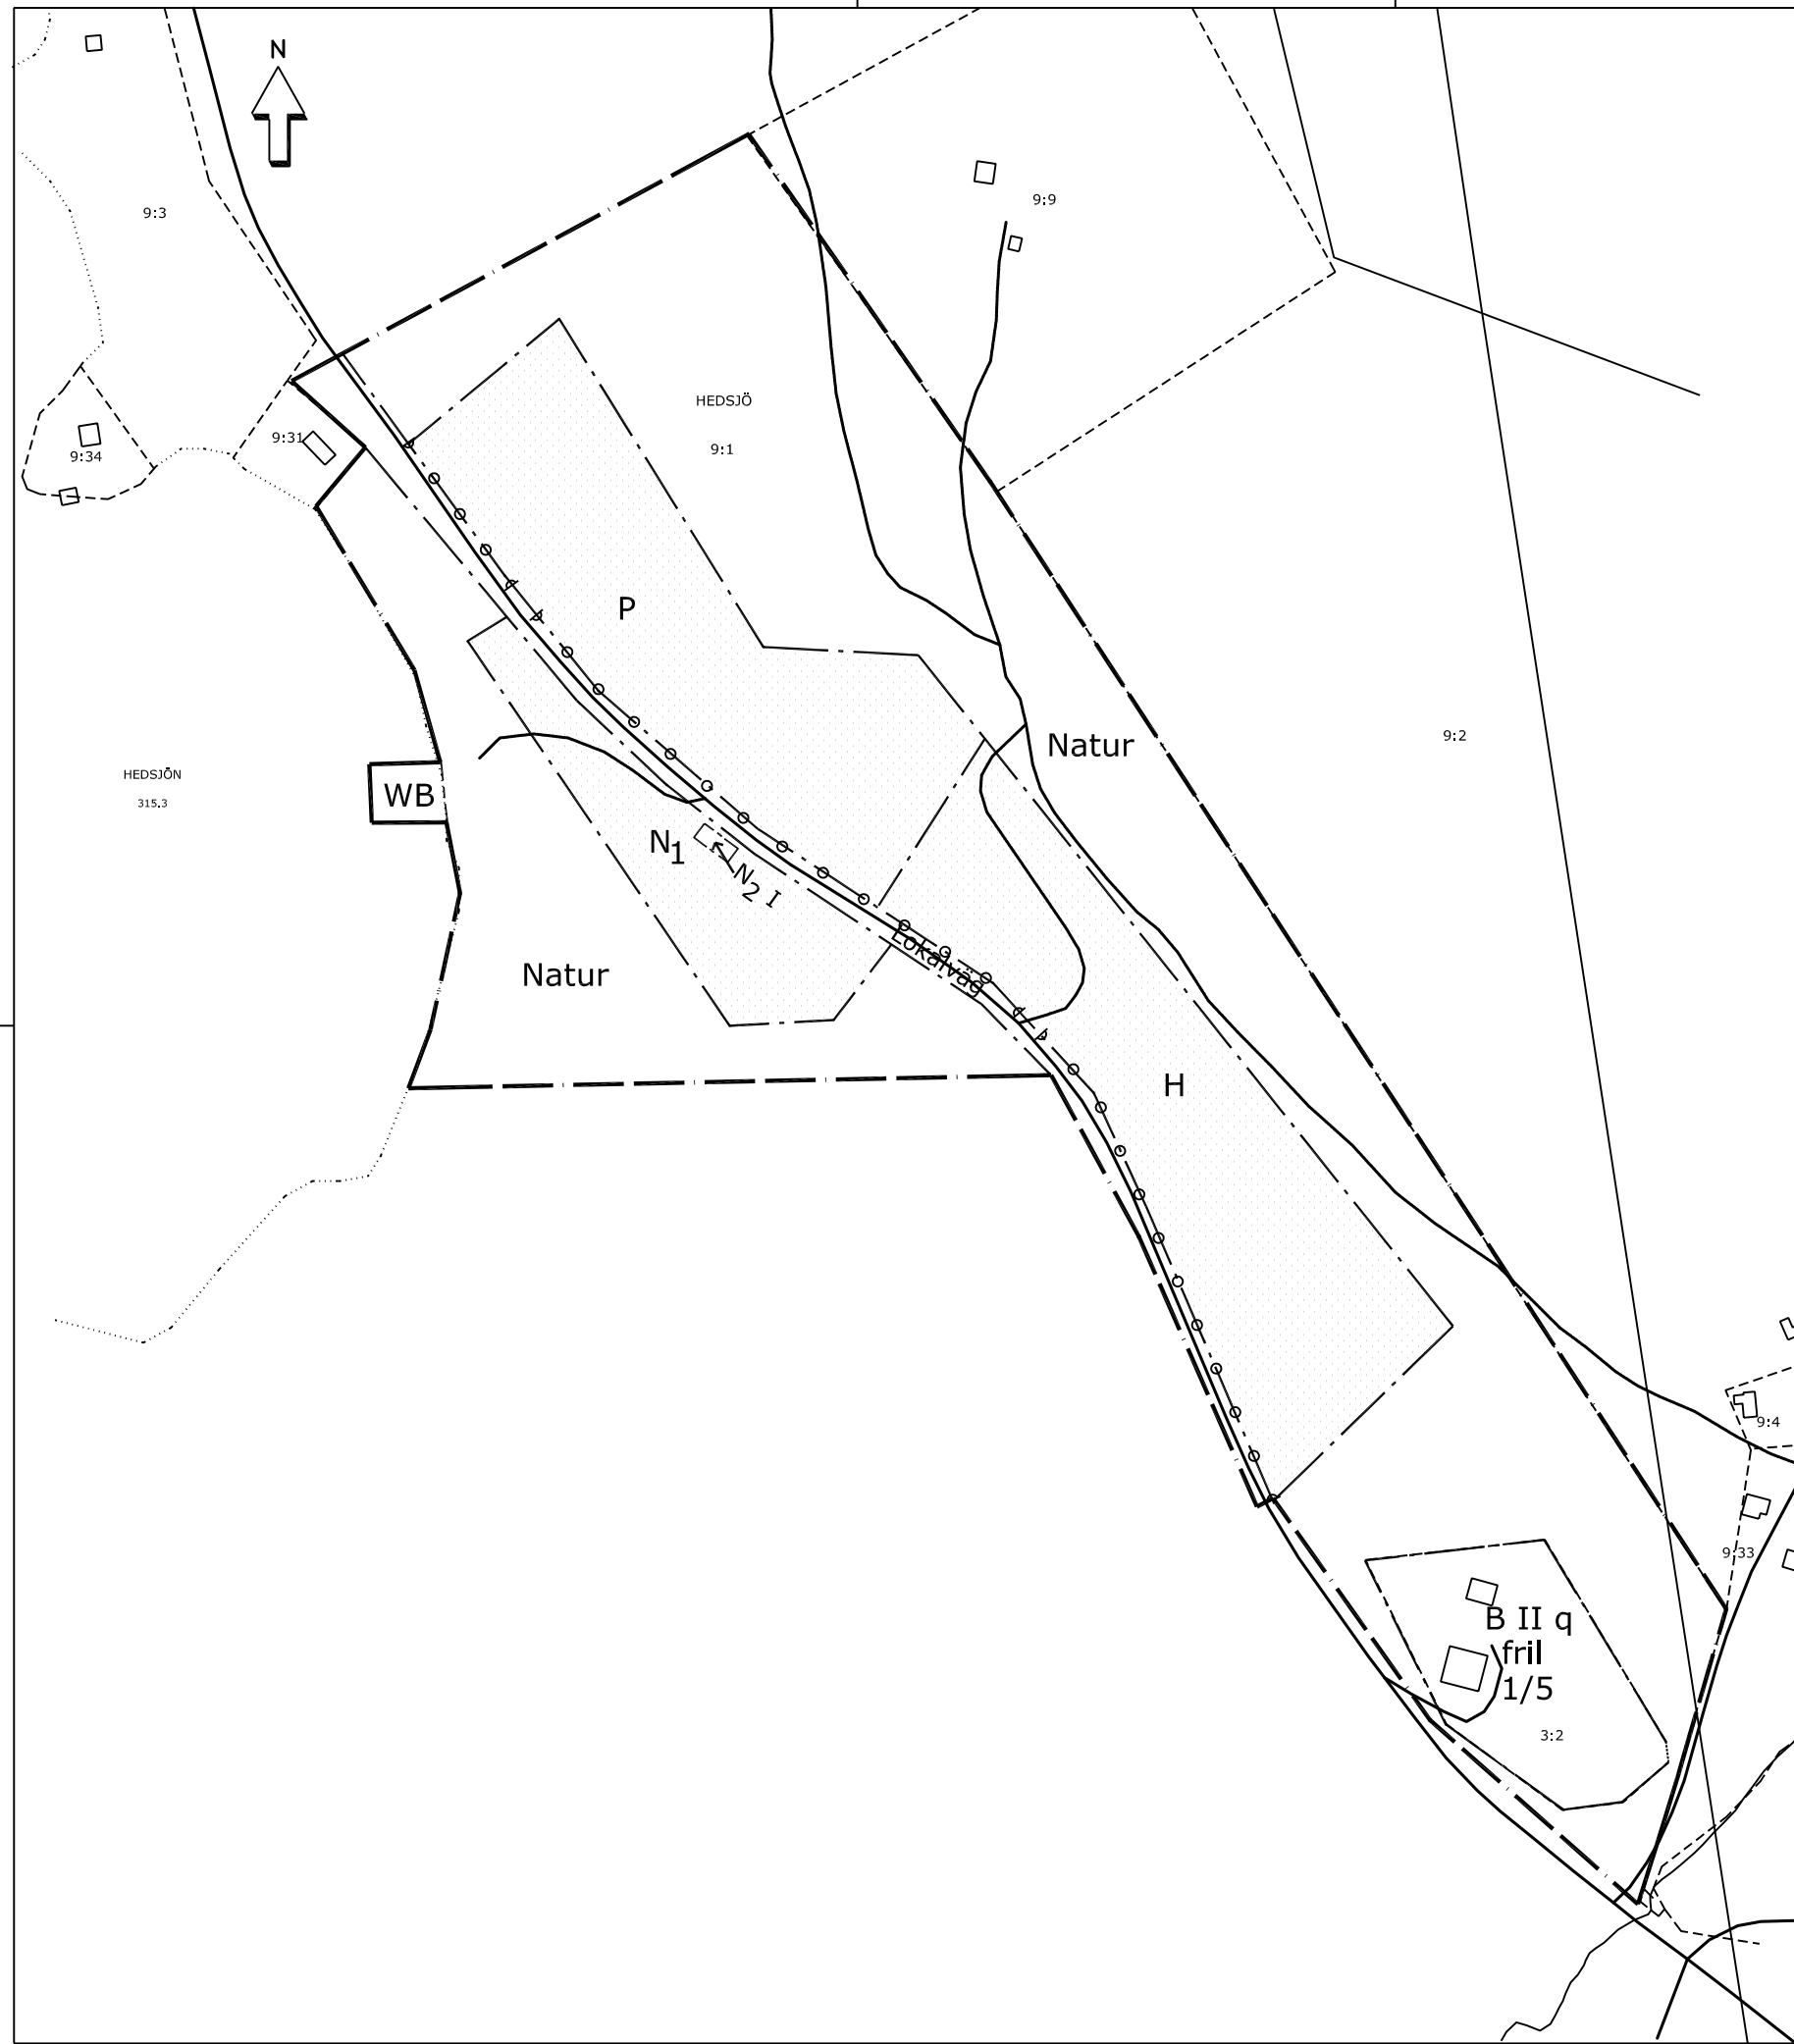 N
9:3
9:9
HEDSJÖ
9:1
9:31
9:34
P
Natur
9:2
HEDSJÖN
315.3
WB
N1
N2 I
Lokalväg
Natur
H
9:4
9:33
B II q
fril
1/5
3:2